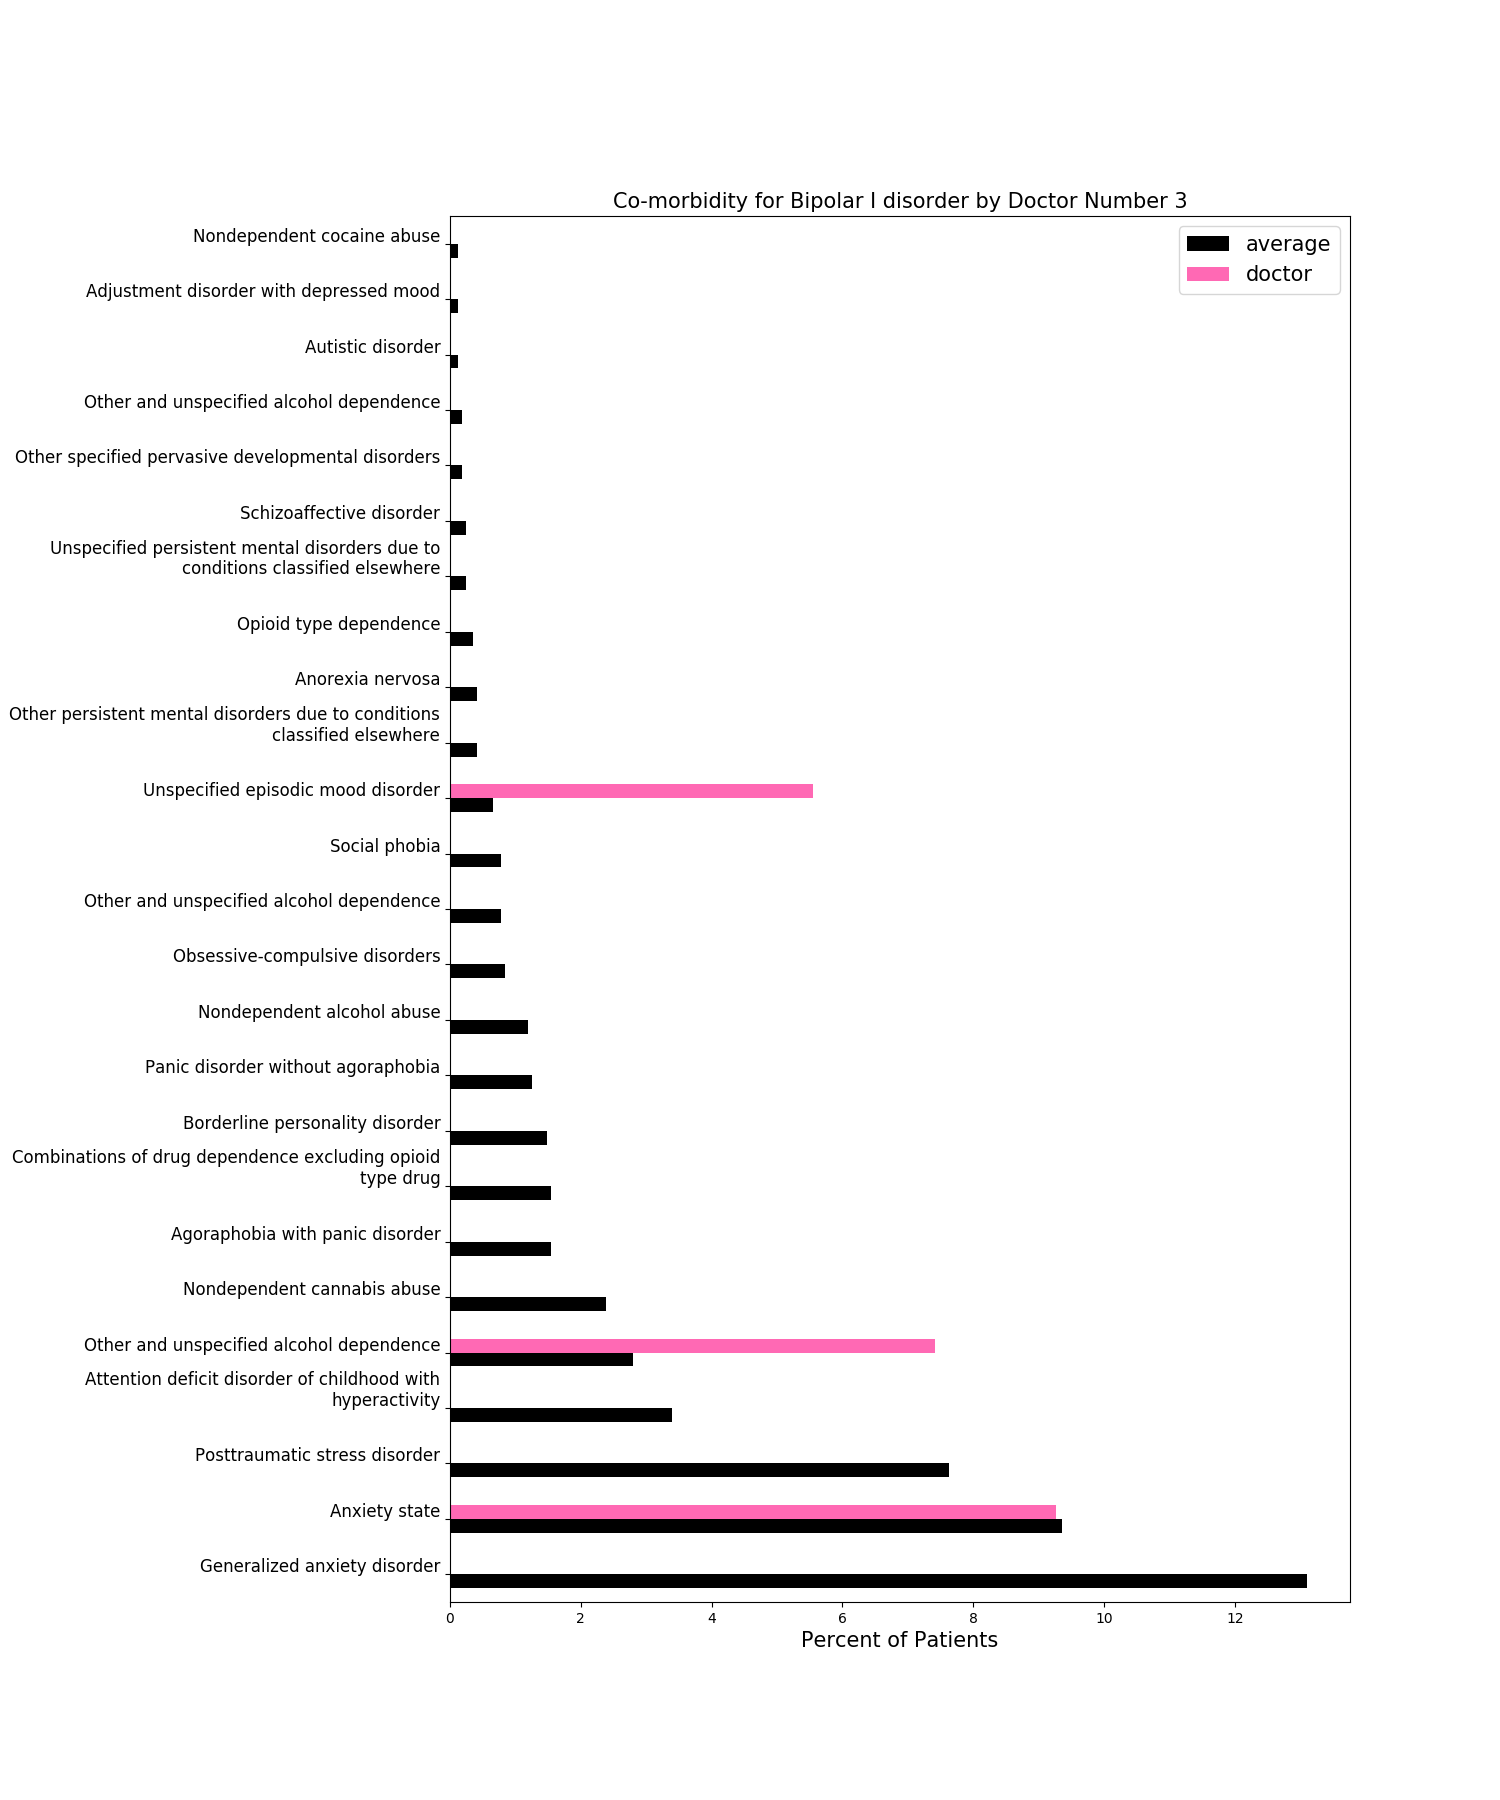 Co-morbidity for Bipolar I disorder by Doctor Number 3
average
doctor
Nondependent cocaine abuse
Adjustment disorder with depressed mood
Autistic disorder
Other and unspecified alcohol dependence
Other specified pervasive developmental disorders
Schizoaffective disorder
Unspecified persistent mental disorders due to
conditions classified elsewhere
Opioid type dependence
Anorexia nervosa
Other persistent mental disorders due to conditions
classified elsewhere
Unspecified episodic mood disorder
Social phobia
Other and unspecified alcohol dependence
Obsessive-compulsive disorders
Nondependent alcohol abuse
Panic disorder without agoraphobia
Borderline personality disorder
Combinations of drug dependence excluding opioid
type drug
Agoraphobia with panic disorder
Nondependent cannabis abuse
Other and unspecified alcohol dependence
Attention deficit disorder of childhood with
hyperactivity
Posttraumatic stress disorder
Anxiety state
Generalized anxiety disorder
0 2 4 6 8 10 12
Percent of Patients